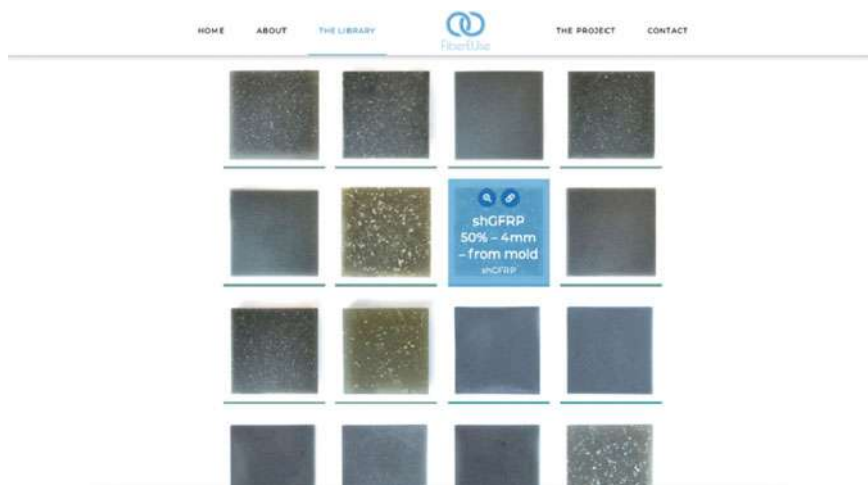 HOME ABOUT THE LIBRARY FiberEUse THE PROJECT CONTACT
shGFRP
50% – 4mm
– from mold
shGFRP